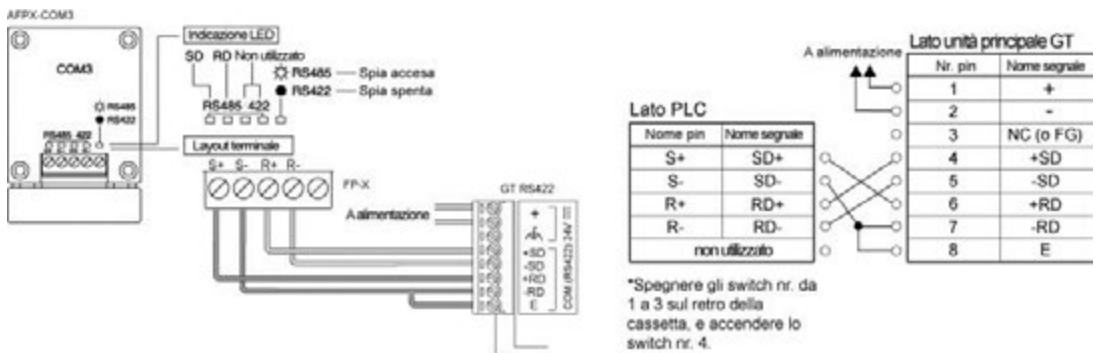 AFPX-COM3
COM3
RS485
RS422
RS485 422
Indicazione LED
SD RD Non utilizzato
RS485 — Spia accesa
RS422 — Spia spenta
RS485 422
Layout terminale
S+ S- R+ R-
FP-X
GT RS422
A alimentazione
+
+SD
-SD
+RD
-RD
E
COM (RS422) 24V
Lato PLC
Nome pin Nome segnale
S+ SD+
S- SD-
R+ RD+
R- RD-
non utilizzato
*Spegnere gli switch nr. da
1 a 3 sul retro della
cassetta, e accendere lo
switch nr. 4.
A alimentazione
Lato unità principale GT
Nr. pin Nome segnale
1 +
2 -
3 NC (o FG)
4 +SD
5 -SD
6 +RD
7 -RD
8 E